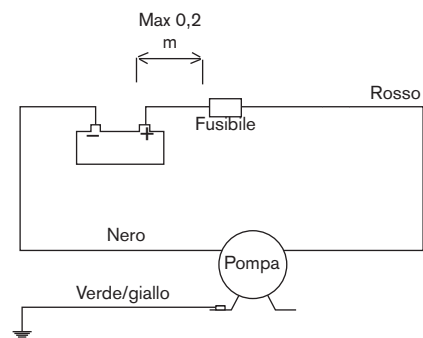 Max 0,2
m
Rosso
Fusibile
− +
Nero
Pompa
Verde/giallo